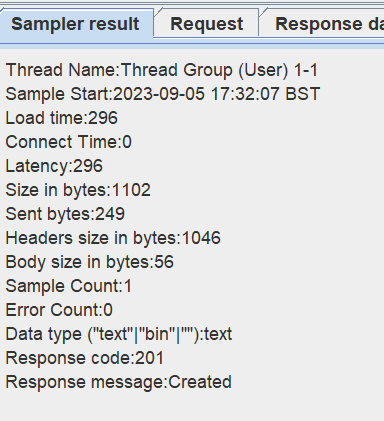 Sampler result Request Response da
Thread Name:Thread Group (User) 1-1
Sample Start:2023-09-05 17:32:07 BST
Load time:296
Connect Time:0
Latency:296
Size in bytes:1102
Sent bytes:249
Headers size in bytes:1046
Body size in bytes:56
Sample Count:1
Error Count:0
Data type ("text"|"bin"|""):text
Response code:201
Response message:Created